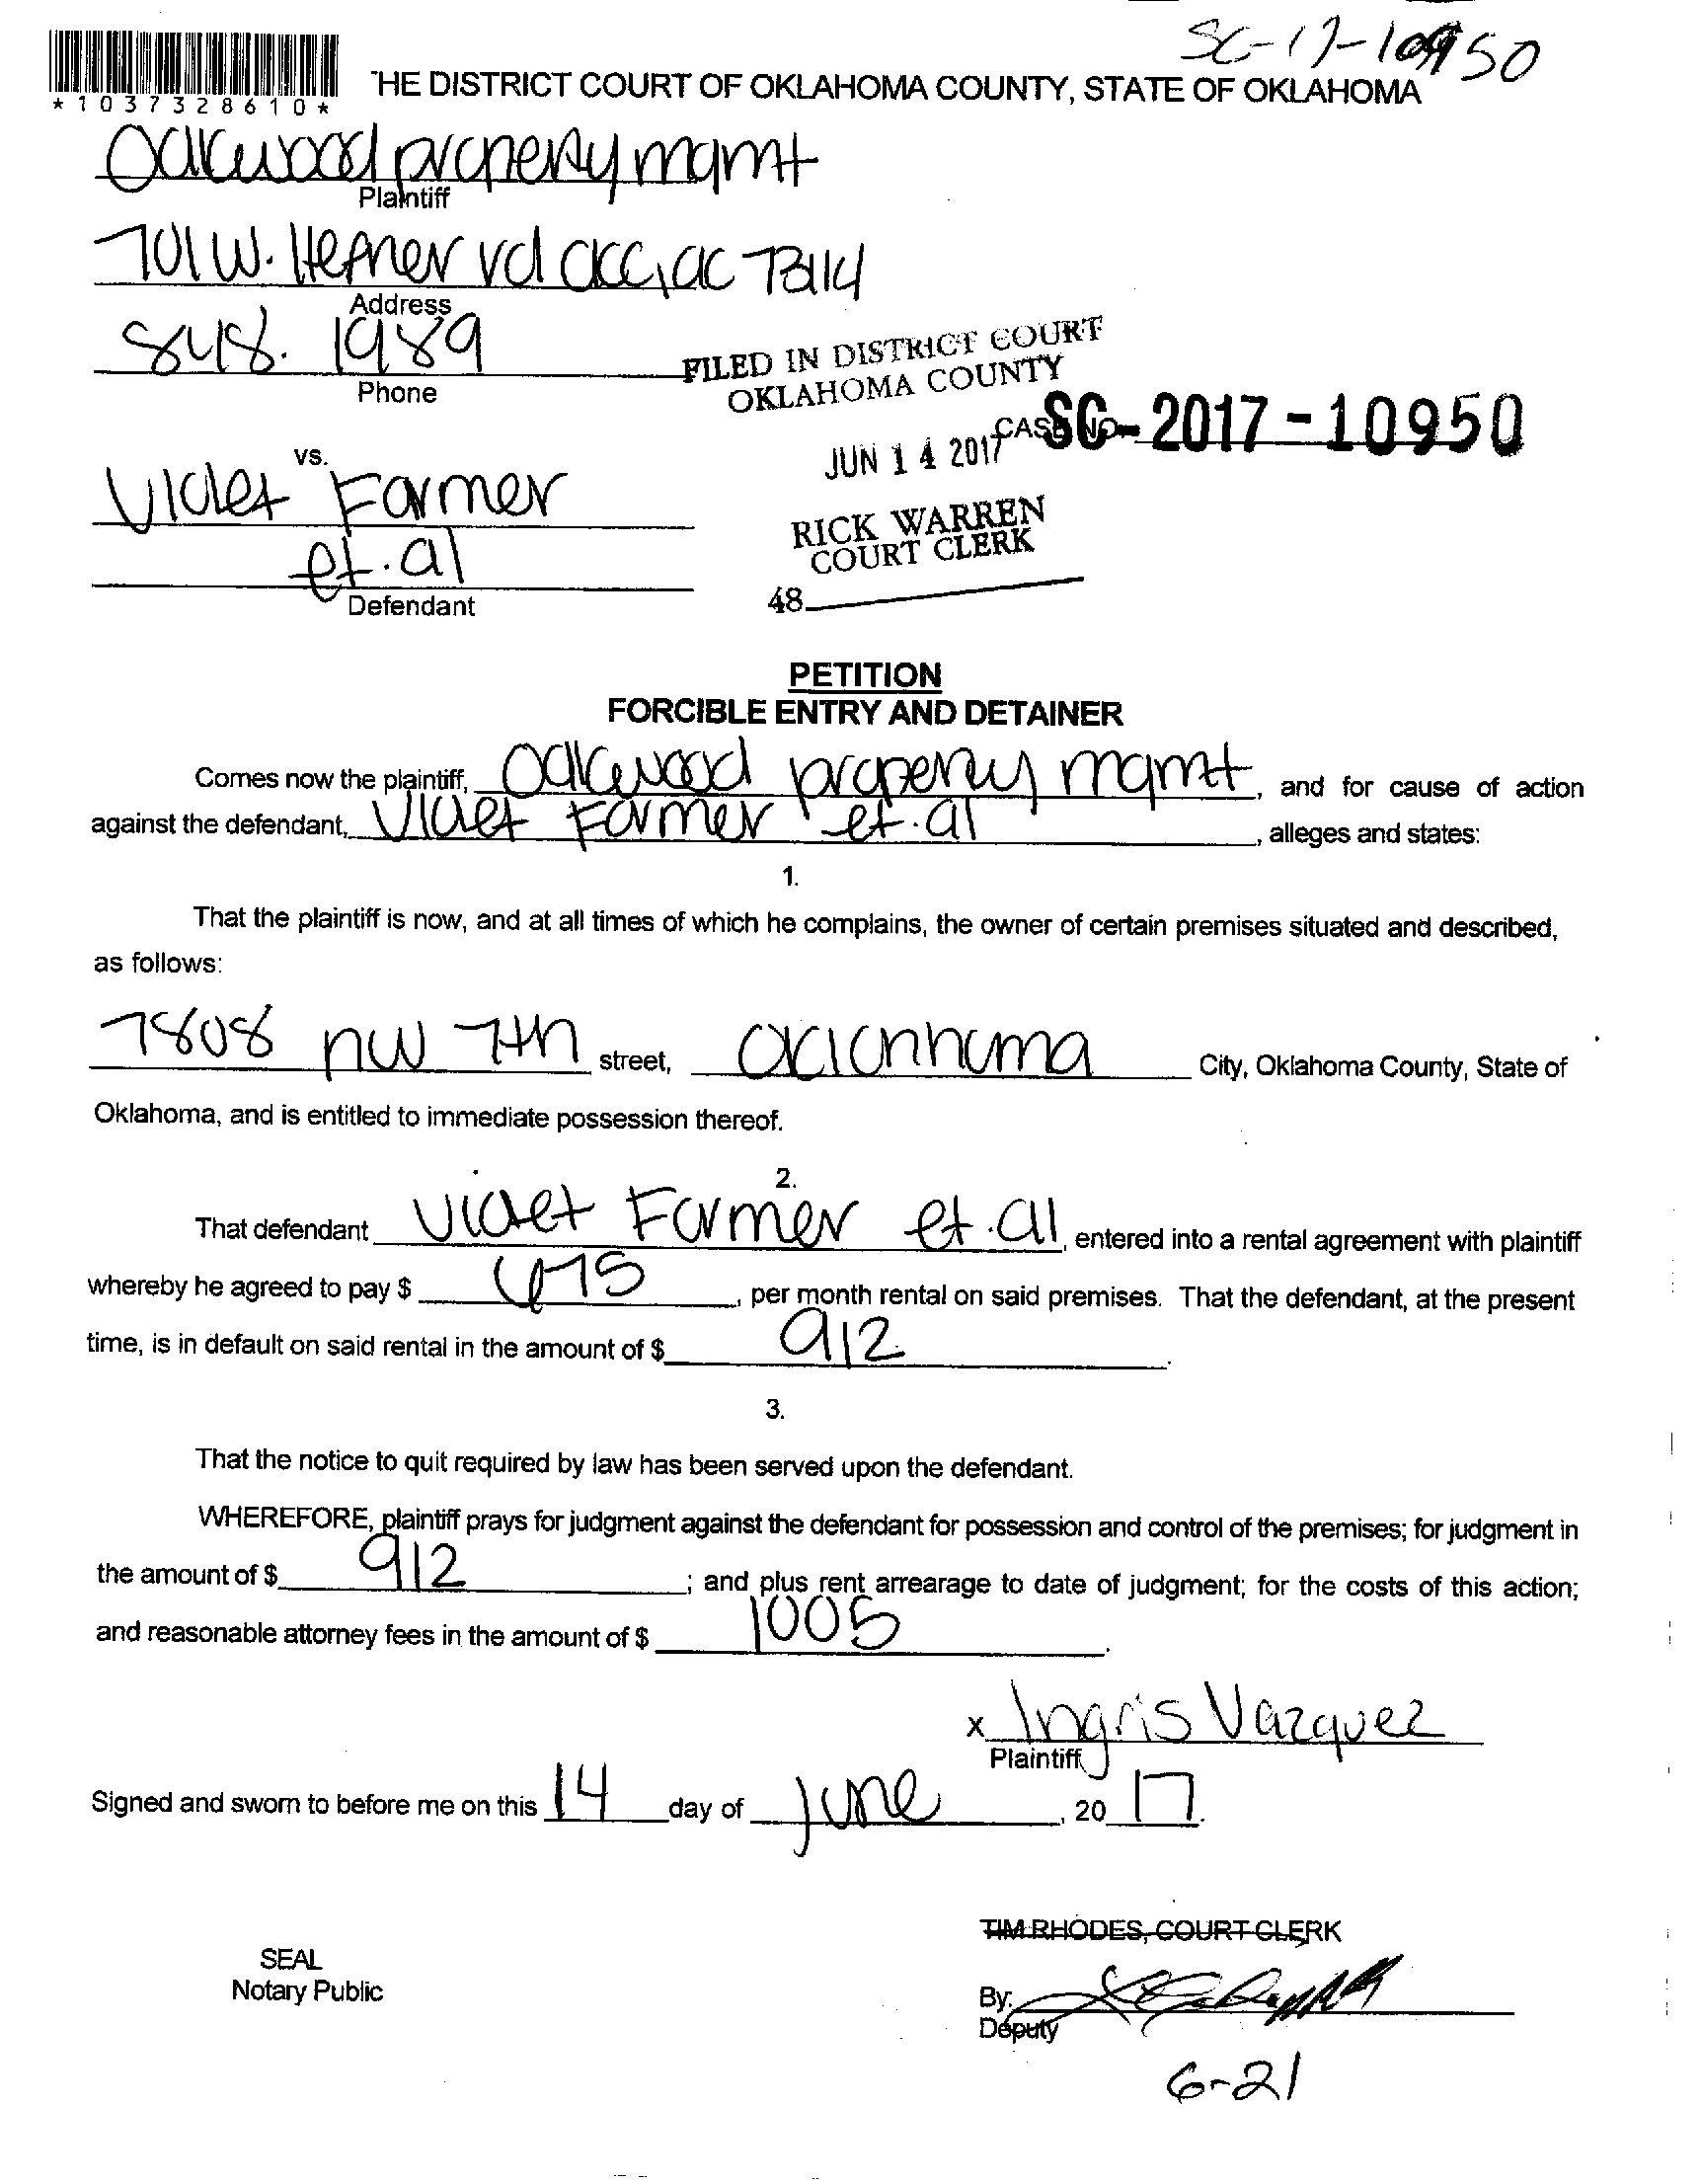 SC-17-10950
*1037328610*
THE DISTRICT COURT OF OKLAHOMA COUNTY, STATE OF OKLAHOMA
Oakwood property mgmt
Plaintiff
701 W. Hefner rd OKC, OK 73114
Address
848. 1989
Phone
FILED IN DISTRICT COURT
OKLAHOMA COUNTY
CASE NO. SC-2017-10950
JUN 14 2017
RICK WARREN
COURT CLERK
48
vs.
Violet Farmer
et. al
Defendant
PETITION
FORCIBLE ENTRY AND DETAINER
Comes now the plaintiff, Oakwood property mgmt, and for cause of action
against the defendant, Violet Farmer et. al, alleges and states:
1.
That the plaintiff is now, and at all times of which he complains, the owner of certain premises situated and described,
as follows:
7808 nw 7th street, Oklahoma City, Oklahoma County, State of
Oklahoma, and is entitled to immediate possession thereof.
2.
That defendant Violet Farmer et. al, entered into a rental agreement with plaintiff
whereby he agreed to pay $ 675, per month rental on said premises. That the defendant, at the present
time, is in default on said rental in the amount of $ 912.
3.
That the notice to quit required by law has been served upon the defendant.
WHEREFORE, plaintiff prays for judgment against the defendant for possession and control of the premises; for judgment in
the amount of $ 912; and plus rent arrearage to date of judgment; for the costs of this action;
and reasonable attorney fees in the amount of $ 1005.
x Ingris Vazquez
Plaintiff
Signed and sworn to before me on this 14 day of June, 20 17.
TIM RHODES, COURT CLERK
SEAL
Notary Public
By:
Deputy
6-21